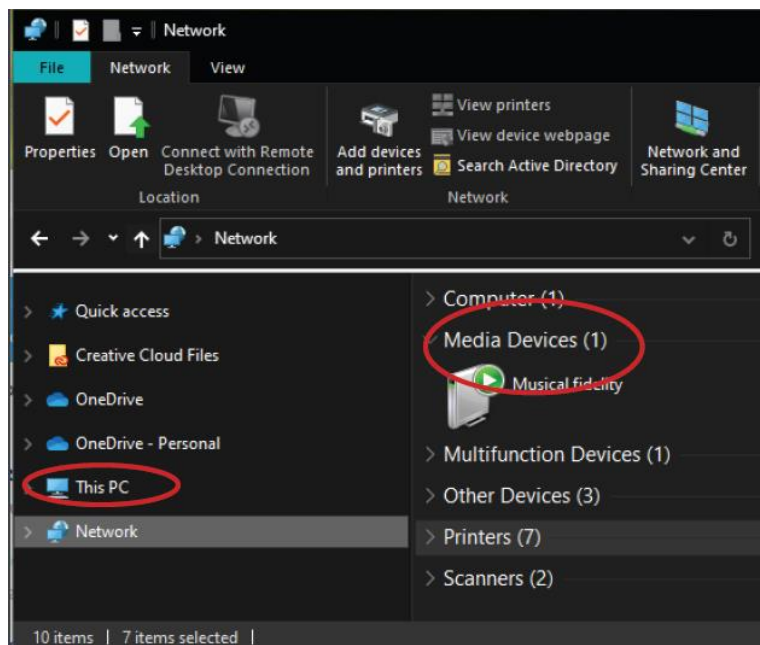 Network
File Network View
Properties Open Connect with Remote Desktop Connection
Location
Add devices and printers
View printers
View device webpage
Search Active Directory
Network
Network and Sharing Center
Network
Quick access
Creative Cloud Files
OneDrive
OneDrive - Personal
This PC
Network
Computer (1)
Media Devices (1)
Musical fidelity
Multifunction Devices (1)
Other Devices (3)
Printers (7)
Scanners (2)
10 items 7 items selected